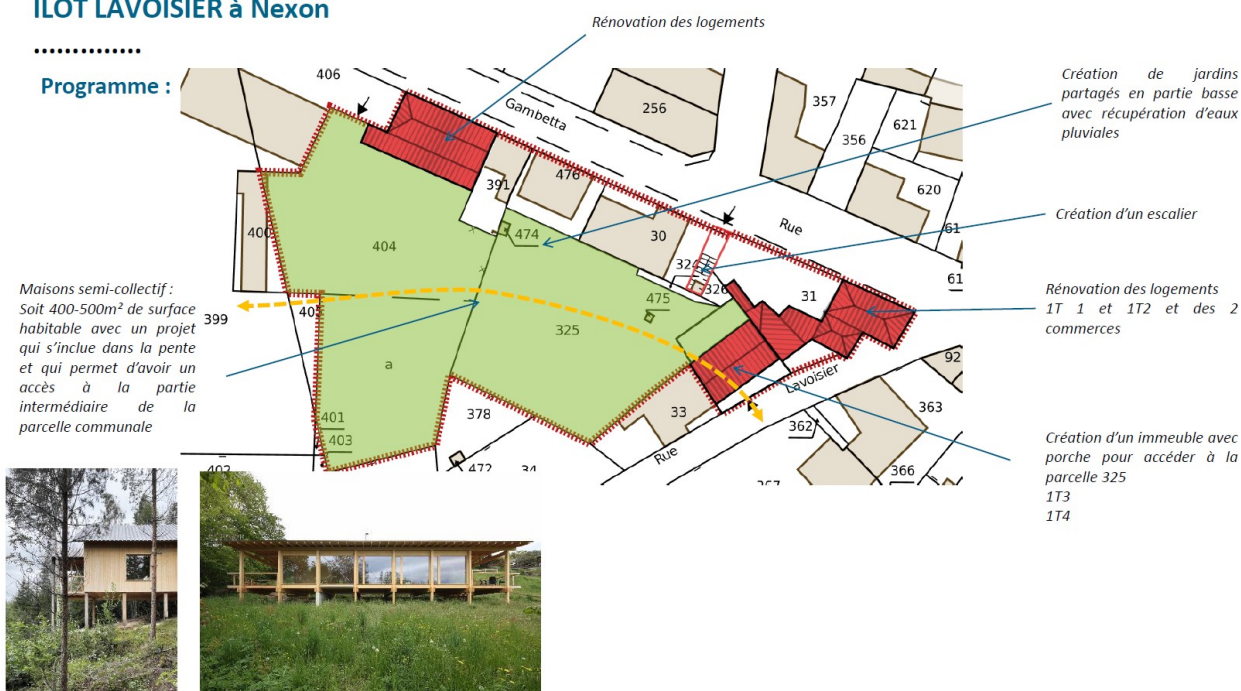 ILOT LAVOISIER à Nexon
..............
Programme :
Rénovation des logements
Création de jardins
partagés en partie basse
avec récupération d'eaux
pluviales
Création d'un escalier
Rénovation des logements
1T 1 et 1T2 et des 2
commerces
Création d'un immeuble avec
porche pour accéder à la
parcelle 325
1T3
1T4
Maisons semi-collectif :
Soit 400-500m² de surface
habitable avec un projet
qui s'inclue dans la pente
et qui permet d'avoir un
accès à la partie
intermédiaire de la
parcelle communale
406
Gambetta
256
357
621
356
620
61
61
391
476
30
Rue
474
404
324
326
31
475
325
399
a
401
403
378
33
Lavoisier
Rue
92
363
362
366
472
34